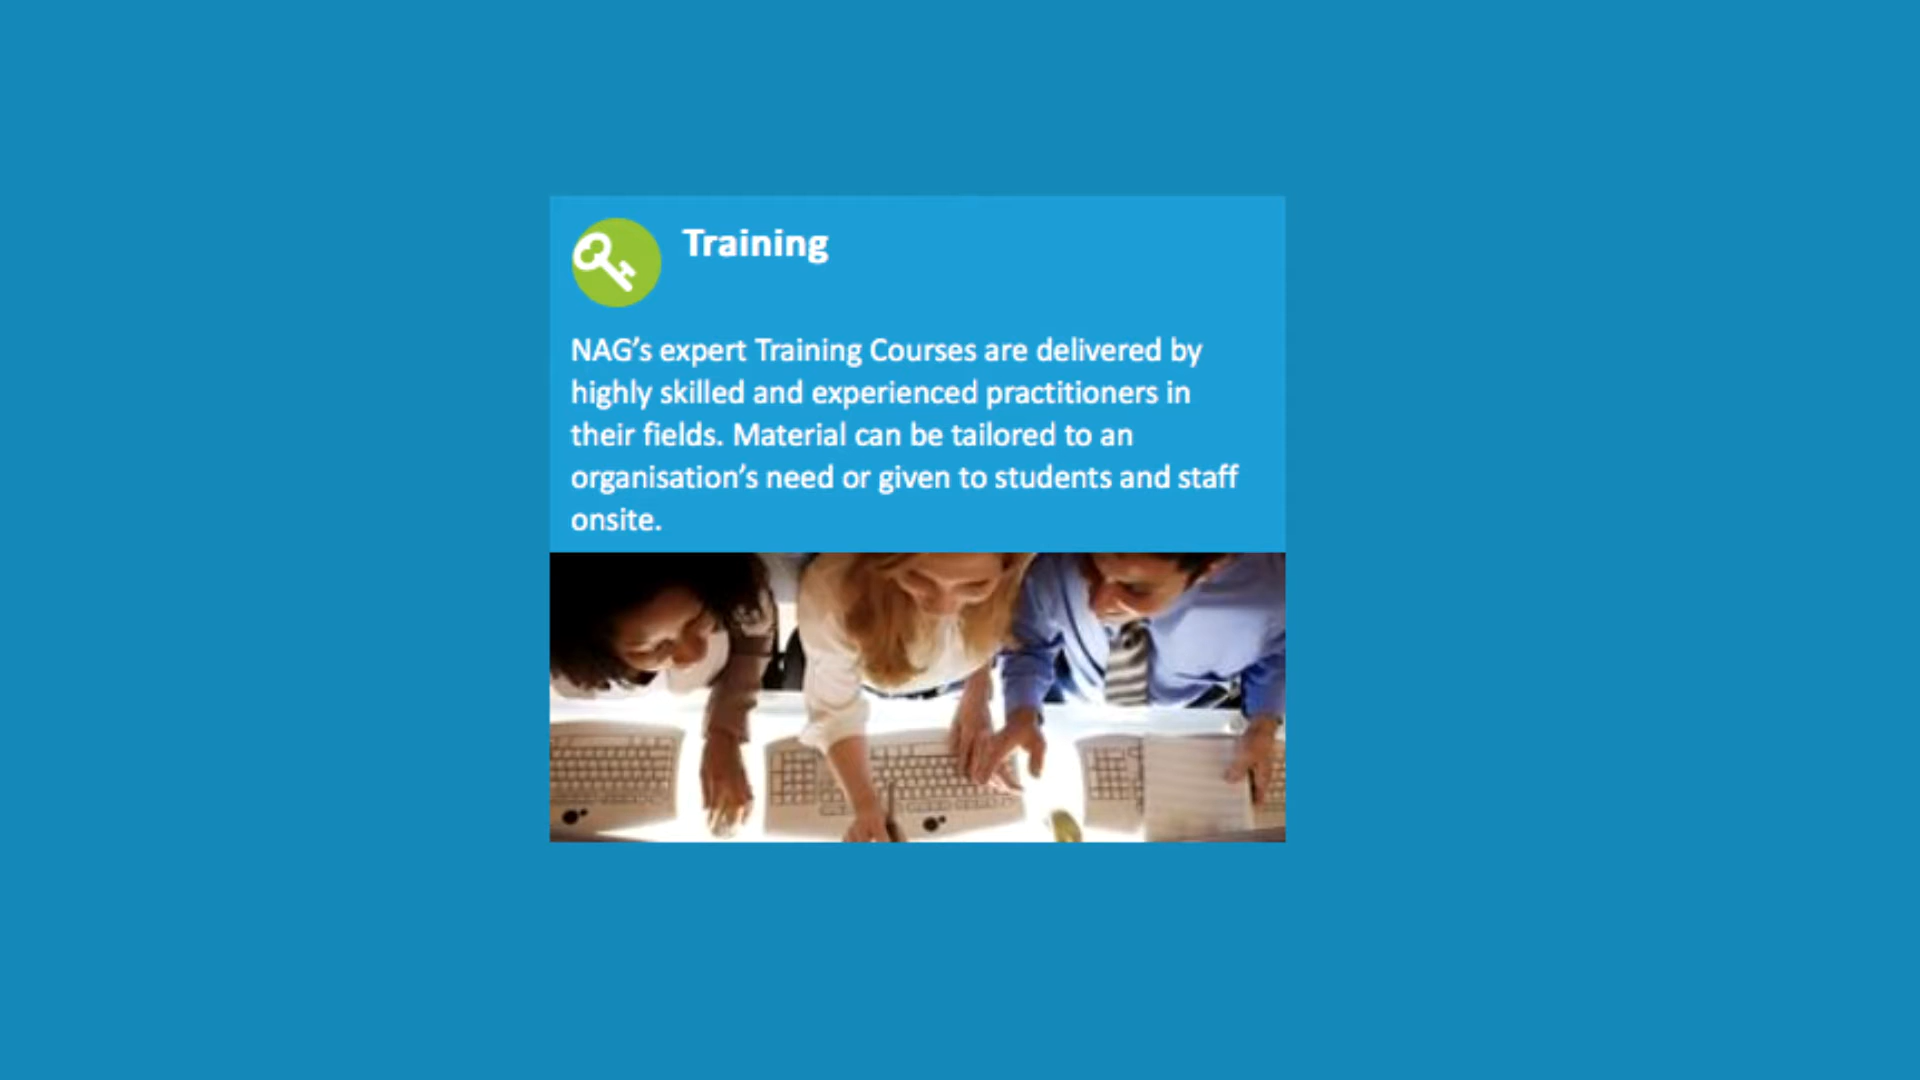 Training
NAG’s expert Training Courses are delivered by
highly skilled and experienced practitioners in
their fields. Material can be tailored to an
organisation’s need or given to students and staff
onsite.